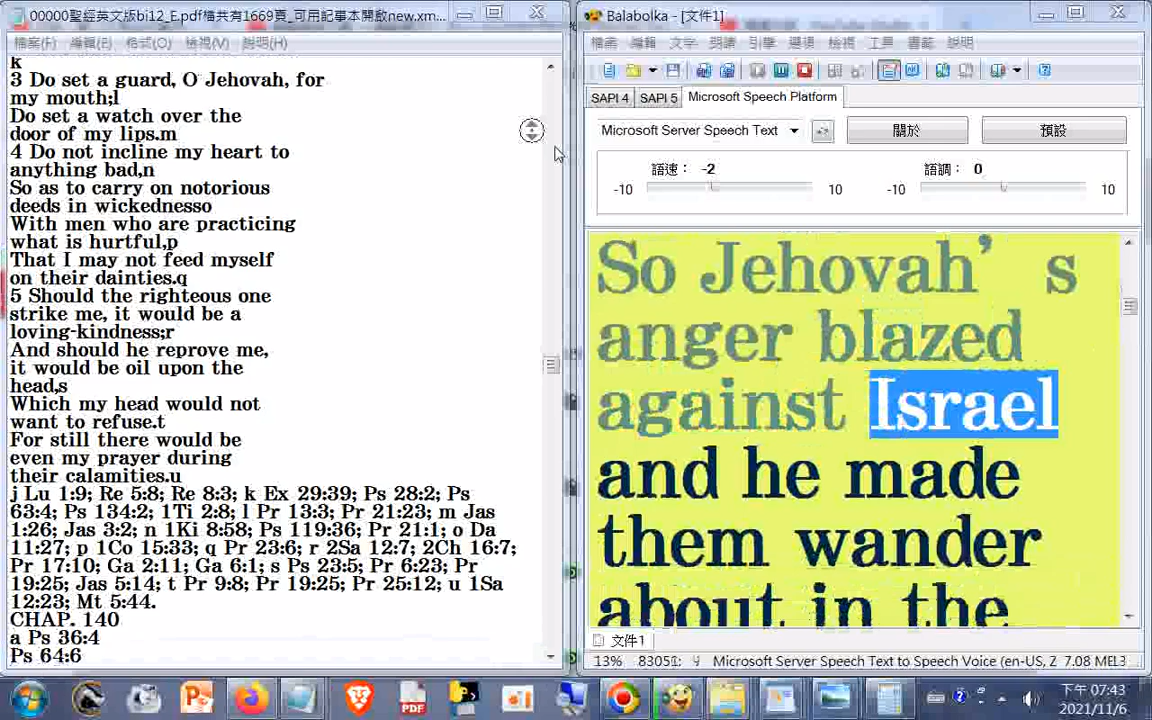 00000聖經英文版bi12_E.pdf檔共有1669頁_可用記事本開啟new.xm...
檔案(F) 編輯(E) 格式(O) 檢視(V) 說明(H)
k
3 Do set a guard, O Jehovah, for
my mouth;l
Do set a watch over the
door of my lips.m
4 Do not incline my heart to
anything bad,n
So as to carry on notorious
deeds in wickednesso
With men who are practicing
what is hurtful,p
That I may not feed myself
on their dainties.q
5 Should the righteous one
strike me, it would be a
loving-kindness;r
And should he reprove me,
it would be oil upon the
head,s
Which my head would not
want to refuse.t
For still there would be
even my prayer during
their calamities.u
j Lu 1:9; Re 5:8; Re 8:3; k Ex 29:39; Ps 28:2; Ps
63:4; Ps 134:2; 1Ti 2:8; l Pr 13:3; Pr 21:23; m Jas
1:26; Jas 3:2; n 1Ki 8:58; Ps 119:36; Pr 21:1; o Da
11:27; p 1Co 15:33; q Pr 23:6; r 2Sa 12:7; 2Ch 16:7;
Pr 17:10; Ga 2:11; Ga 6:1; s Ps 23:5; Pr 6:23; Pr
19:25; Jas 5:14; t Pr 9:8; Pr 19:25; Pr 25:12; u 1Sa
12:23; Mt 5:44.
CHAP. 140
a Ps 36:4
Ps 64:6
Balabolka - [文件1]
檔案 編輯 文字 朗讀 引擎 選項 檢視 工具 書籤 說明
SAPI 4 SAPI 5 Microsoft Speech Platform
Microsoft Server Speech Text 關於 預設
語速： -2 語調： 0
-10 10 -10 10
So Jehovah’s
anger blazed
against Israel
and he made
them wander
about in the
文件1
13% 83051: Microsoft Server Speech Text to Speech Voice (en-US, Z 7.08 MEL3
下午 07:43
2021/11/6